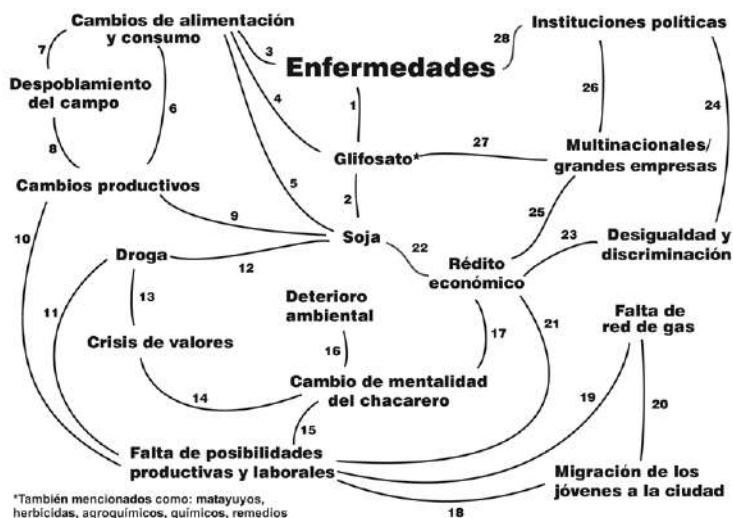 Cambios de alimentación
y consumo
Instituciones políticas
28
3
7
Enfermedades
Despoblamiento
del campo
6
4
1
26
24
8
Glifosato*
27
Multinacionales/
grandes empresas
Cambios productivos
5
2
9
25
10
Soja
22
23
Desigualdad y
discriminación
Droga
12
Rédito
económico
11
13
Deterioro
ambiental
17
21
Falta de
red de gas
Crisis de valores
16
14
Cambio de mentalidad
del chacarero
19
20
15
Falta de posibilidades
productivas y laborales
Migración de los
jóvenes a la ciudad
18
*También mencionados como: matayuyos,
herbicidas, agroquímicos, químicos, remedios